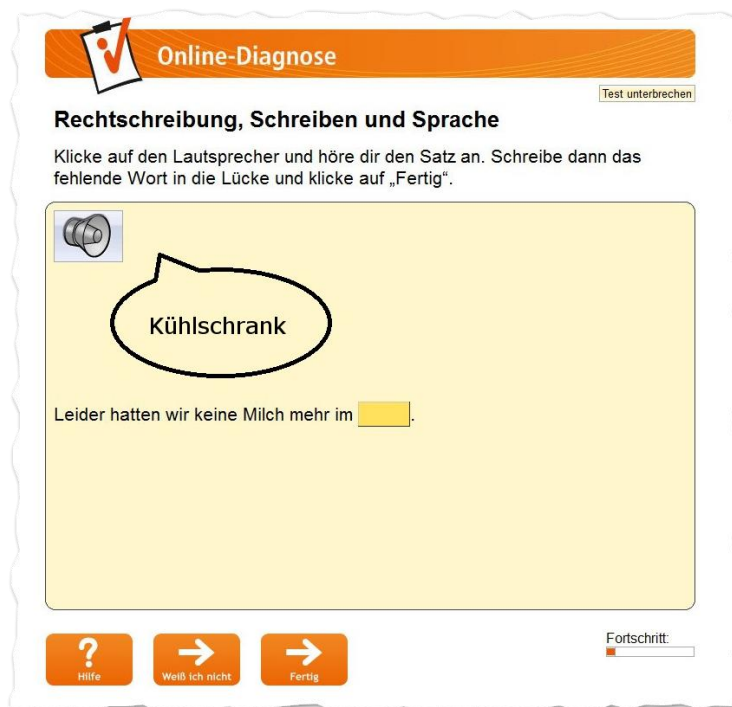 Online-Diagnose
Test unterbrechen
Rechtschreibung, Schreiben und Sprache
Klicke auf den Lautsprecher und höre dir den Satz an. Schreibe dann das
fehlende Wort in die Lücke und klicke auf „Fertig“.
Kühlschrank
Leider hatten wir keine Milch mehr im .
Fortschritt:
?
Hilfe
Weiß ich nicht
Fertig